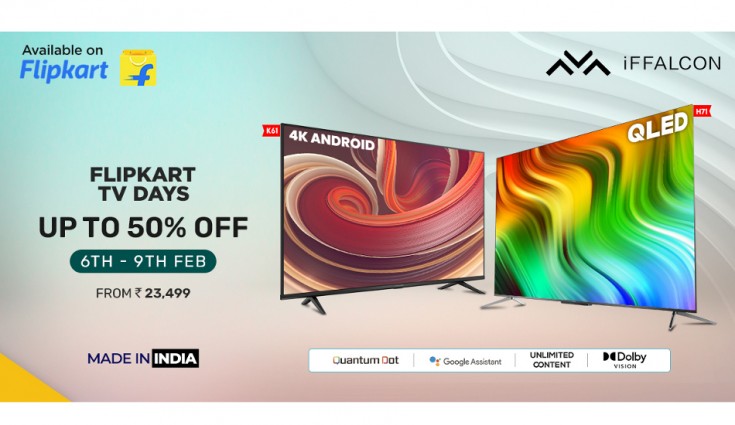 Available on
Flipkart
iFFALCON
K61
4K ANDROID
H71
QLED
FLIPKART
TV DAYS
UP TO 50% OFF
6TH - 9TH FEB
FROM ₹ 23,499
MADE IN INDIA
Quantum Dot
Google Assistant
UNLIMITED
CONTENT
Dolby
VISION